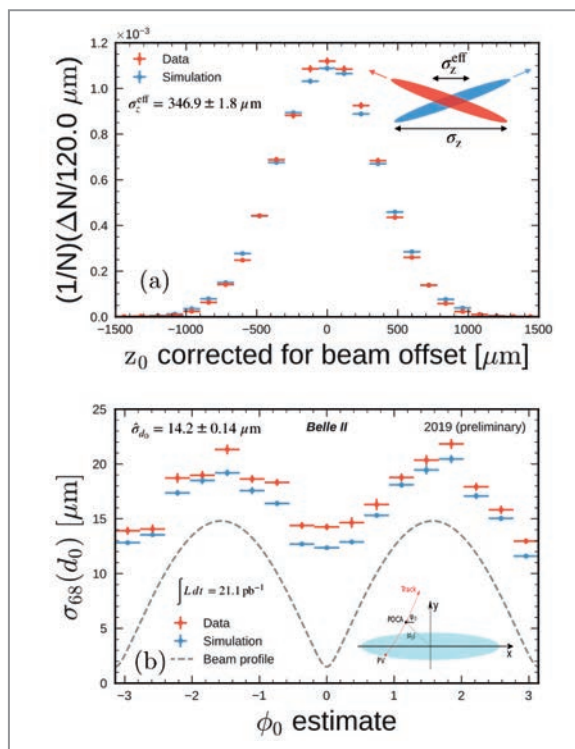 ×10⁻³
1.2
1.0
0.8
0.6
0.4
0.2
0.0
(1/N)(ΔN/120.0 μm)
Data
Simulation
σ_z^eff = 346.9 ± 1.8 μm
σ_z^eff
σ_z
(a)
−1500 −1000 −500 0 500 1000 1500
z₀ corrected for beam offset [μm]
25
20
15
10
5
0
σ₆₈(d₀) [μm]
σ̂_d₀ = 14.2 ± 0.14 μm Belle II 2019 (preliminary)
∫L dt = 21.1 pb⁻¹
Data
Simulation
Beam profile
Track
y
POCA
PV
x
(b)
−3 −2 −1 0 1 2 3
ϕ₀ estimate